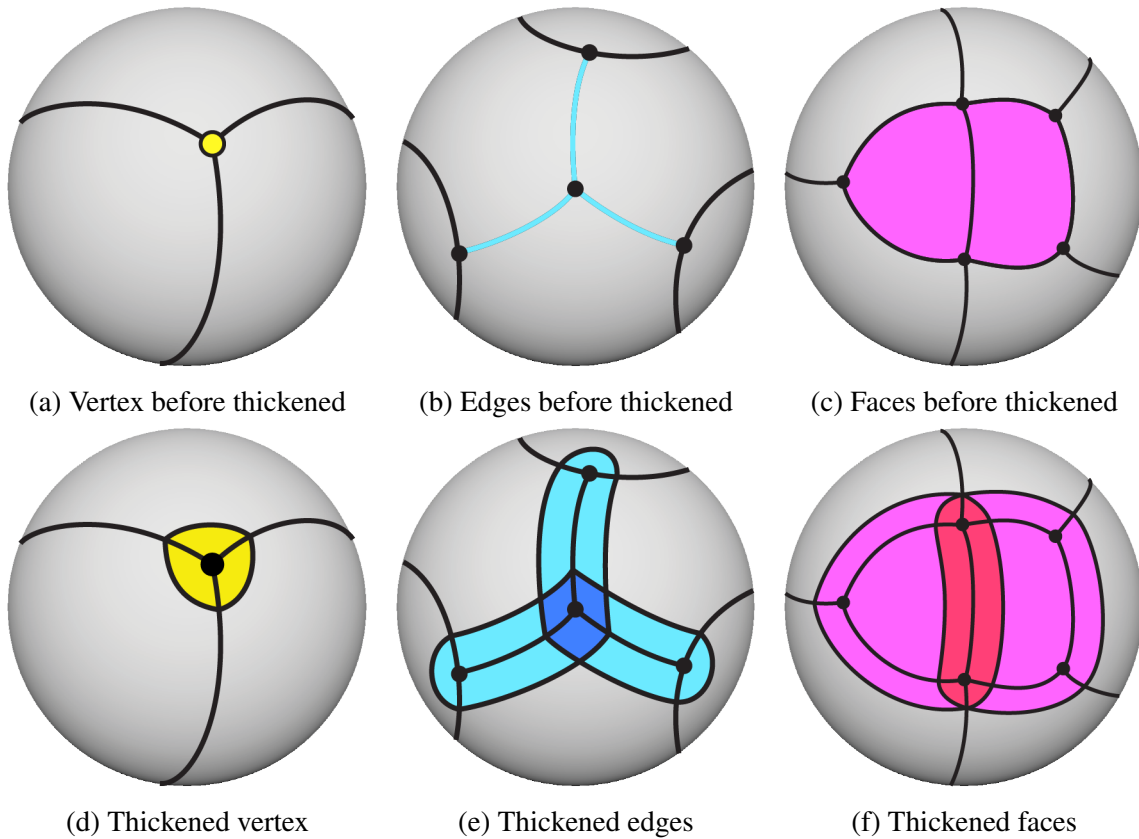 (a) Vertex before thickened
(b) Edges before thickened
(c) Faces before thickened
(d) Thickened vertex
(e) Thickened edges
(f) Thickened faces